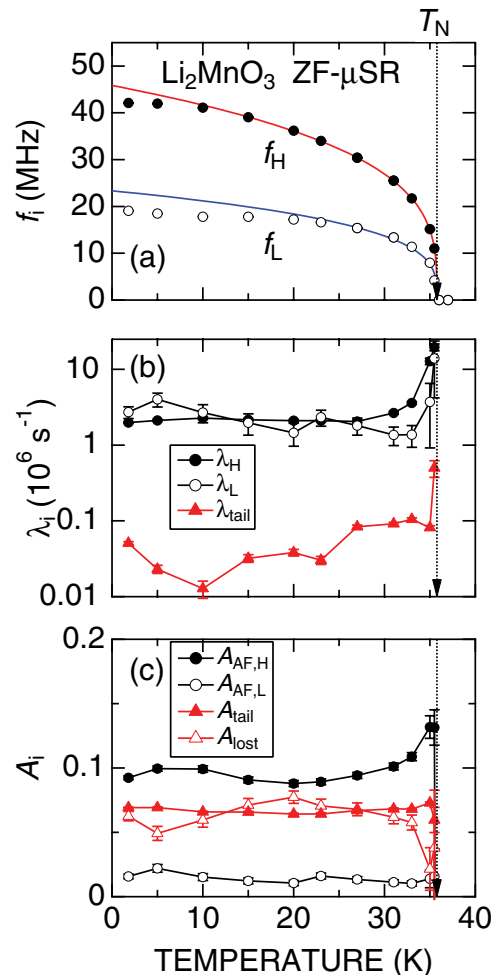 T_N
Li₂MnO₃ ZF-μSR
50
40
30
20
10
0
f_i (MHz)
f_H
f_L
(a)
(b)
10
1
0.1
0.01
λ_i (10⁶ s⁻¹)
λ_H
λ_L
λ_tail
(c)
0.2
0.1
0
A_i
A_AF,H
A_AF,L
A_tail
A_lost
0 10 20 30 40
TEMPERATURE (K)